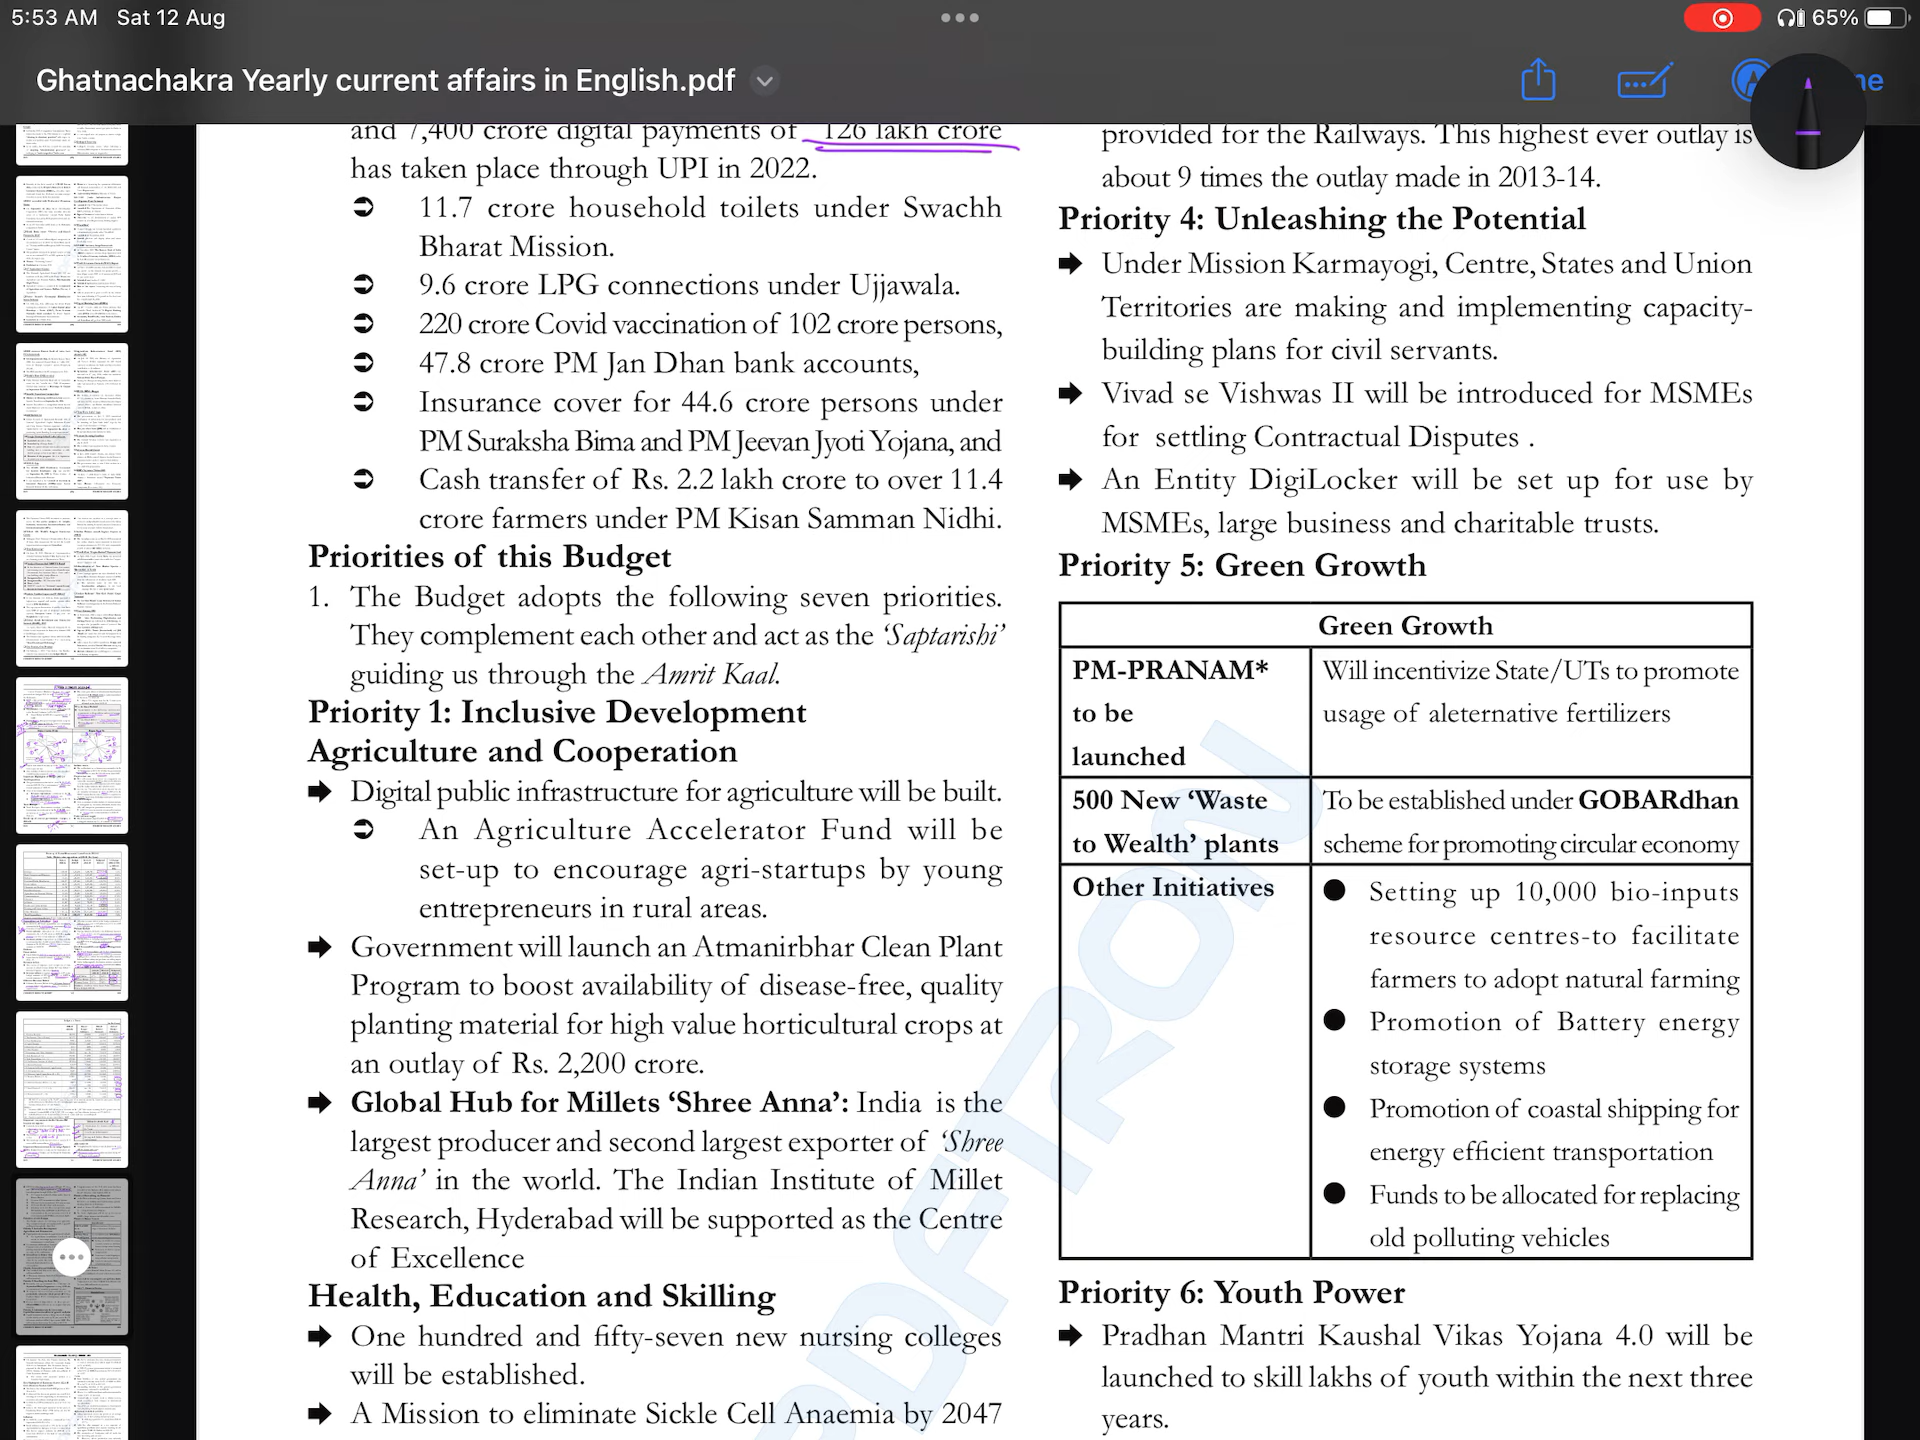 5:53 AM Sat 12 Aug
65%
Ghatnachakra Yearly current affairs in English.pdf
and 7,400 crore digital payments of 126 lakh crore
has taken place through UPI in 2022.
➲ 11.7 crore household toilets under Swachh
Bharat Mission.
➲ 9.6 crore LPG connections under Ujjawala.
➲ 220 crore Covid vaccination of 102 crore persons,
➲ 47.8 crore PM Jan Dhan bank accounts,
➲ Insurance cover for 44.6 crore persons under
PM Suraksha Bima and PM Jeevan Jyoti Yojana, and
➲ Cash transfer of Rs. 2.2 lakh crore to over 11.4
crore farmers under PM Kisan Samman Nidhi.
Priorities of this Budget
1. The Budget adopts the following seven priorities.
They complement each other and act as the ‘Saptarishi’
guiding us through the Amrit Kaal.
Priority 1: Inclusive Development
Agriculture and Cooperation
➡ Digital public infrastructure for agriculture will be built.
➲ An Agriculture Accelerator Fund will be
set-up to encourage agri-startups by young
entrepreneurs in rural areas.
➡ Government will launch an Atmanirbhar Clean Plant
Program to boost availability of disease-free, quality
planting material for high value horticultural crops at
an outlay of Rs. 2,200 crore.
➡ Global Hub for Millets ‘Shree Anna’: India is the
largest producer and second largest exporter of ‘Shree
Anna’ in the world. The Indian Institute of Millet
Research, Hyderabad will be supported as the Centre
of Excellence
Health, Education and Skilling
➡ One hundred and fifty-seven new nursing colleges
will be established.
➡ A Mission to eliminate Sickle Cell Anaemia by 2047
provided for the Railways. This highest ever outlay is
about 9 times the outlay made in 2013-14.
Priority 4: Unleashing the Potential
➡ Under Mission Karmayogi, Centre, States and Union
Territories are making and implementing capacity-
building plans for civil servants.
➡ Vivad se Vishwas II will be introduced for MSMEs
for settling Contractual Disputes .
➡ An Entity DigiLocker will be set up for use by
MSMEs, large business and charitable trusts.
Priority 5: Green Growth
Green Growth
PM-PRANAM*
to be
launched
Will incentivize State/UTs to promote
usage of aleternative fertilizers
500 New ‘Waste
to Wealth’ plants
To be established under GOBARdhan
scheme for promoting circular economy
Other Initiatives
● Setting up 10,000 bio-inputs
resource centres-to facilitate
farmers to adopt natural farming
● Promotion of Battery energy
storage systems
● Promotion of coastal shipping for
energy efficient transportation
● Funds to be allocated for replacing
old polluting vehicles
Priority 6: Youth Power
➡ Pradhan Mantri Kaushal Vikas Yojana 4.0 will be
launched to skill lakhs of youth within the next three
years.